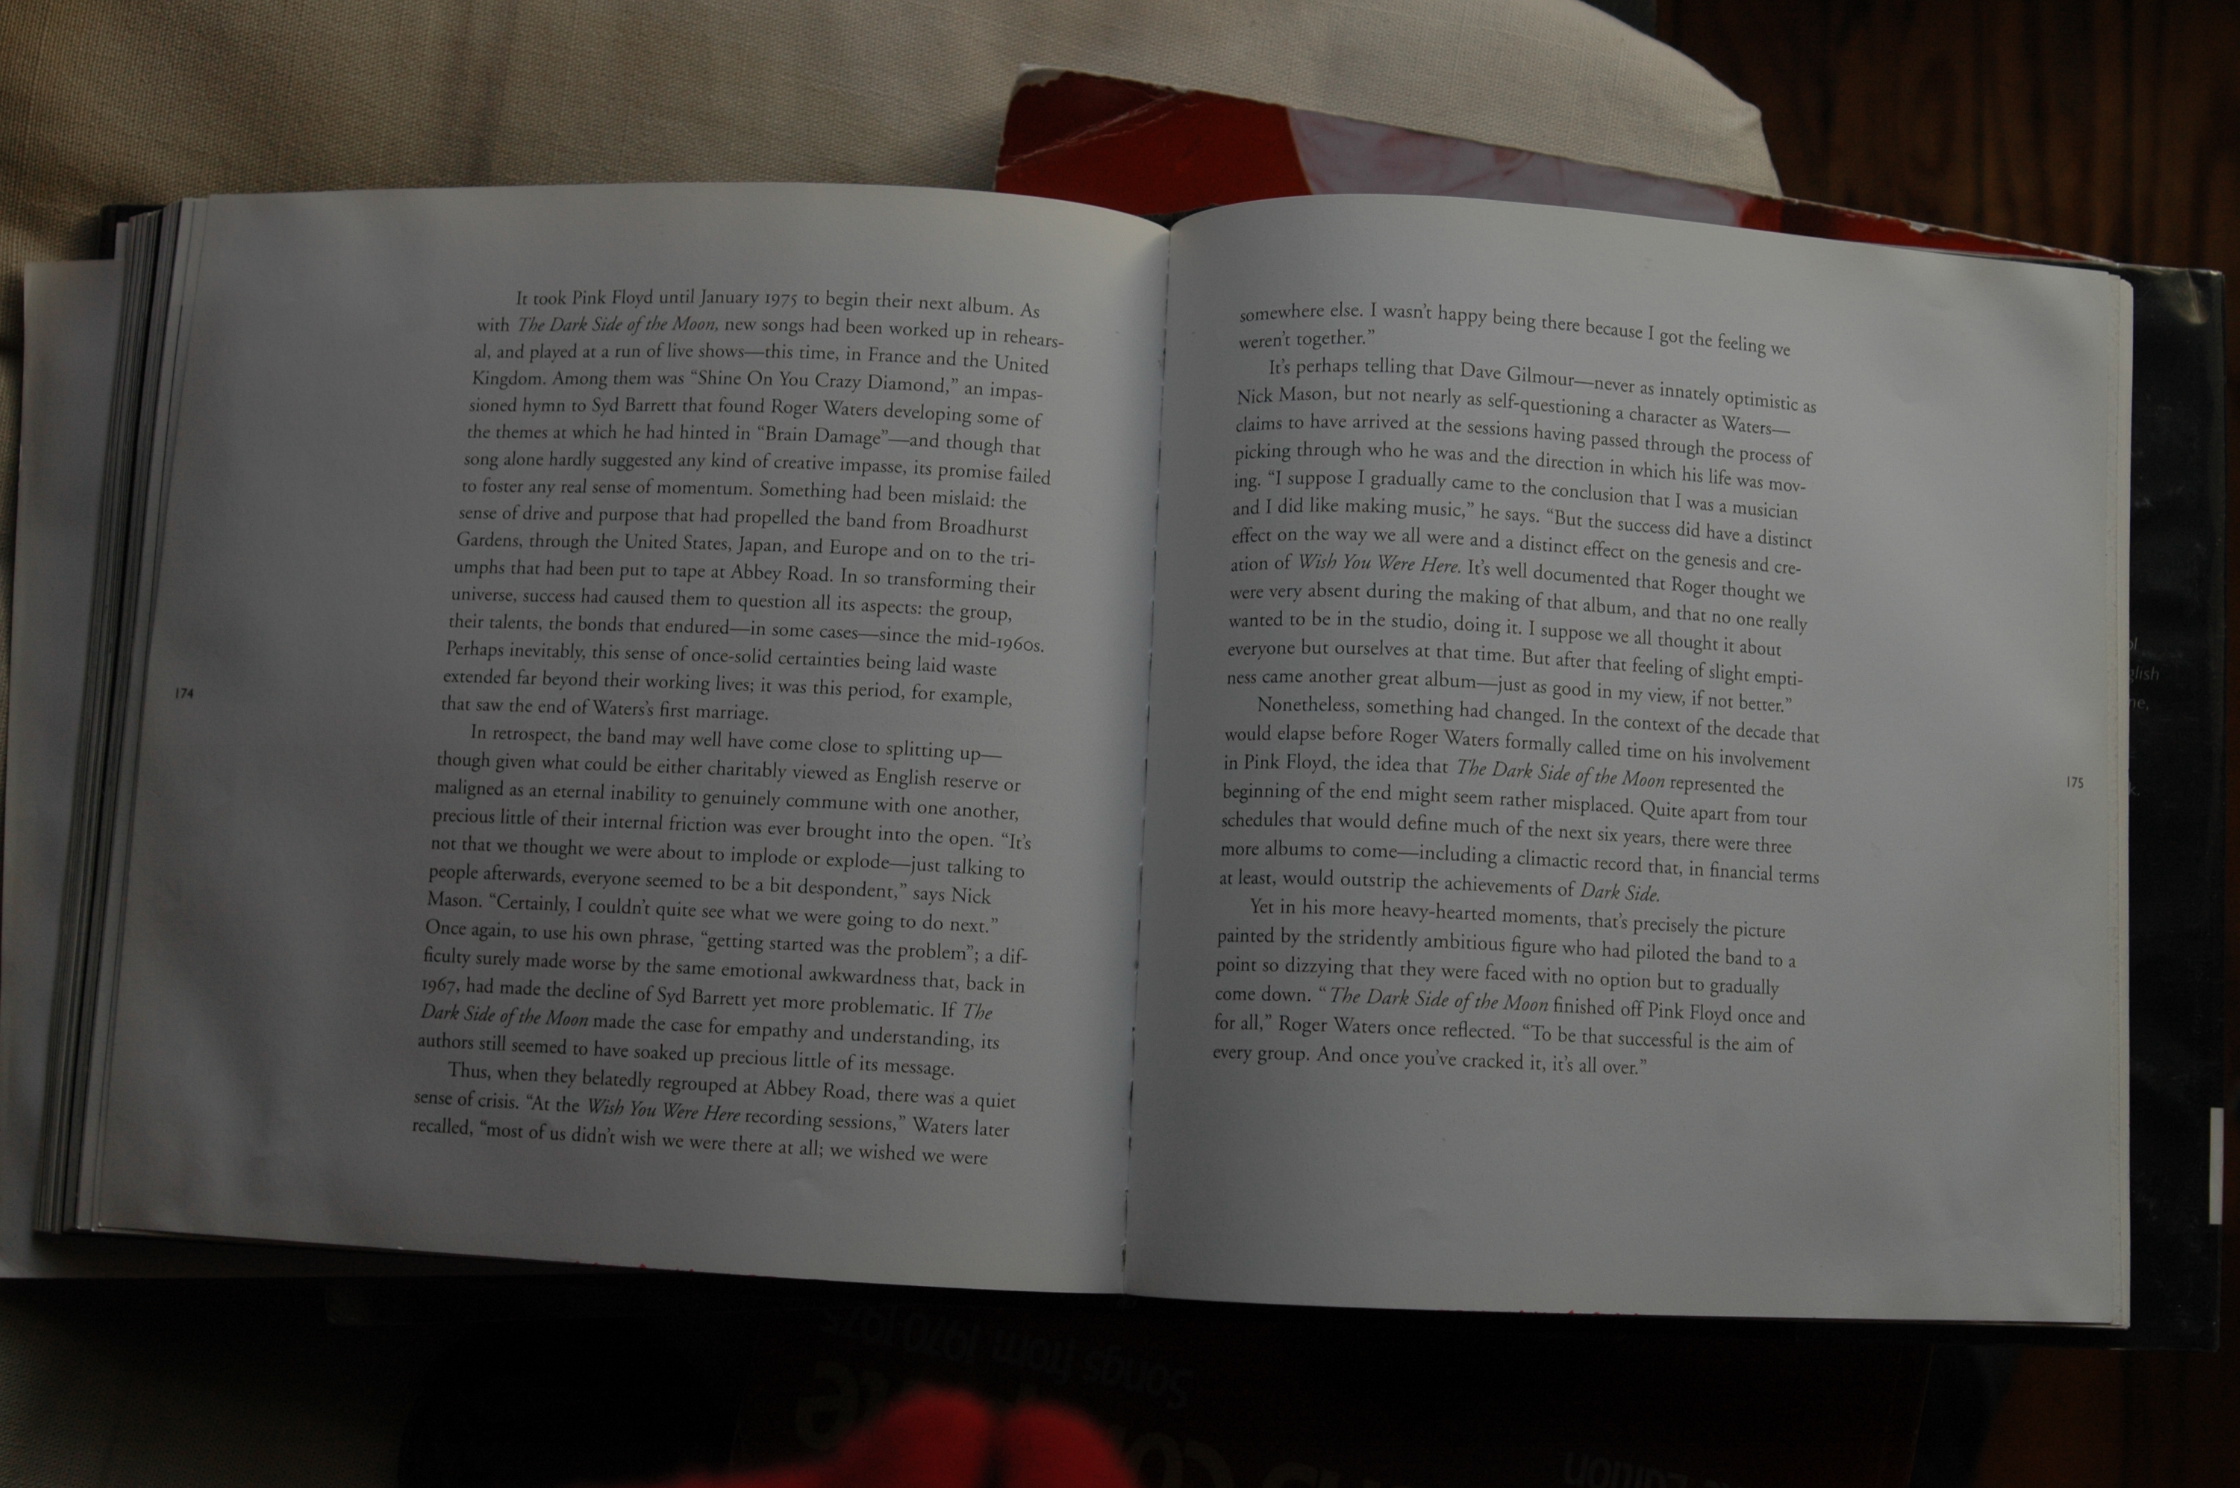 It took Pink Floyd until January 1975 to begin their next album. As
with The Dark Side of the Moon, new songs had been worked up in rehears-
al, and played at a run of live shows—this time, in France and the United
Kingdom. Among them was “Shine On You Crazy Diamond,” an impas-
sioned hymn to Syd Barrett that found Roger Waters developing some of
the themes at which he had hinted in “Brain Damage”—and though that
song alone hardly suggested any kind of creative impasse, its promise failed
to foster any real sense of momentum. Something had been mislaid: the
sense of drive and purpose that had propelled the band from Broadhurst
Gardens, through the United States, Japan, and Europe and on to the tri-
umphs that had been put to tape at Abbey Road. In so transforming their
universe, success had caused them to question all its aspects: the group,
their talents, the bonds that endured—in some cases—since the mid-1960s.
Perhaps inevitably, this sense of once-solid certainties being laid waste
extended far beyond their working lives; it was this period, for example,
that saw the end of Waters’s first marriage.
In retrospect, the band may well have come close to splitting up—
though given what could be either charitably viewed as English reserve or
maligned as an eternal inability to genuinely commune with one another,
precious little of their internal friction was ever brought into the open. “It’s
not that we thought we were about to implode or explode—just talking to
people afterwards, everyone seemed to be a bit despondent,” says Nick
Mason. “Certainly, I couldn’t quite see what we were going to do next.”
Once again, to use his own phrase, “getting started was the problem”; a dif-
ficulty surely made worse by the same emotional awkwardness that, back in
1967, had made the decline of Syd Barrett yet more problematic. If The
Dark Side of the Moon made the case for empathy and understanding, its
authors still seemed to have soaked up precious little of its message.
Thus, when they belatedly regrouped at Abbey Road, there was a quiet
sense of crisis. “At the Wish You Were Here recording sessions,” Waters later
recalled, “most of us didn’t wish we were there at all; we wished we were
174
somewhere else. I wasn’t happy being there because I got the feeling we
weren’t together.”
It’s perhaps telling that Dave Gilmour—never as innately optimistic as
Nick Mason, but not nearly as self-questioning a character as Waters—
claims to have arrived at the sessions having passed through the process of
picking through who he was and the direction in which his life was mov-
ing. “I suppose I gradually came to the conclusion that I was a musician
and I did like making music,” he says. “But the success did have a distinct
effect on the way we all were and a distinct effect on the genesis and cre-
ation of Wish You Were Here. It’s well documented that Roger thought we
were very absent during the making of that album, and that no one really
wanted to be in the studio, doing it. I suppose we all thought it about
everyone but ourselves at that time. But after that feeling of slight empti-
ness came another great album—just as good in my view, if not better.”
Nonetheless, something had changed. In the context of the decade that
would elapse before Roger Waters formally called time on his involvement
in Pink Floyd, the idea that The Dark Side of the Moon represented the
beginning of the end might seem rather misplaced. Quite apart from tour
schedules that would define much of the next six years, there were three
more albums to come—including a climactic record that, in financial terms
at least, would outstrip the achievements of Dark Side.
Yet in his more heavy-hearted moments, that’s precisely the picture
painted by the stridently ambitious figure who had piloted the band to a
point so dizzying that they were faced with no option but to gradually
come down. “The Dark Side of the Moon finished off Pink Floyd once and
for all,” Roger Waters once reflected. “To be that successful is the aim of
every group. And once you’ve cracked it, it’s all over.”
175
Songs from: 1970-1975
Edition